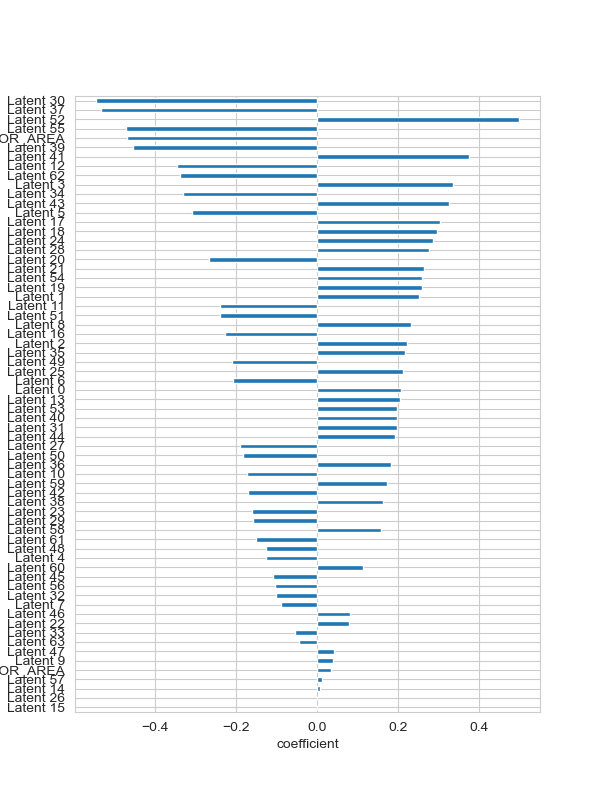 Latent 30
Latent 37
Latent 52
Latent 55
OR_AREA
Latent 39
Latent 41
Latent 12
Latent 62
Latent 3
Latent 34
Latent 43
Latent 5
Latent 17
Latent 18
Latent 24
Latent 28
Latent 20
Latent 21
Latent 54
Latent 19
Latent 1
Latent 11
Latent 51
Latent 8
Latent 16
Latent 2
Latent 35
Latent 49
Latent 25
Latent 6
Latent 0
Latent 13
Latent 53
Latent 40
Latent 31
Latent 44
Latent 27
Latent 50
Latent 36
Latent 10
Latent 59
Latent 42
Latent 38
Latent 23
Latent 29
Latent 58
Latent 61
Latent 48
Latent 4
Latent 60
Latent 45
Latent 56
Latent 32
Latent 7
Latent 46
Latent 22
Latent 33
Latent 63
Latent 47
Latent 9
OR_AREA
Latent 57
Latent 14
Latent 26
Latent 15
−0.4 −0.2 0.0 0.2 0.4
coefficient